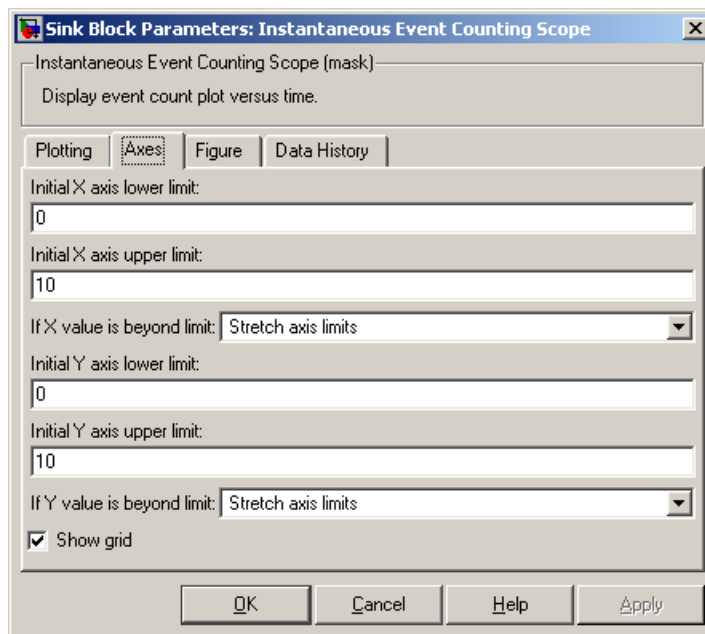 Sink Block Parameters: Instantaneous Event Counting Scope
Instantaneous Event Counting Scope (mask)
Display event count plot versus time.
Plotting Axes Figure Data History
Initial X axis lower limit:
0
Initial X axis upper limit:
10
If X value is beyond limit: Stretch axis limits
Initial Y axis lower limit:
0
Initial Y axis upper limit:
10
If Y value is beyond limit: Stretch axis limits
Show grid
OK Cancel Help Apply